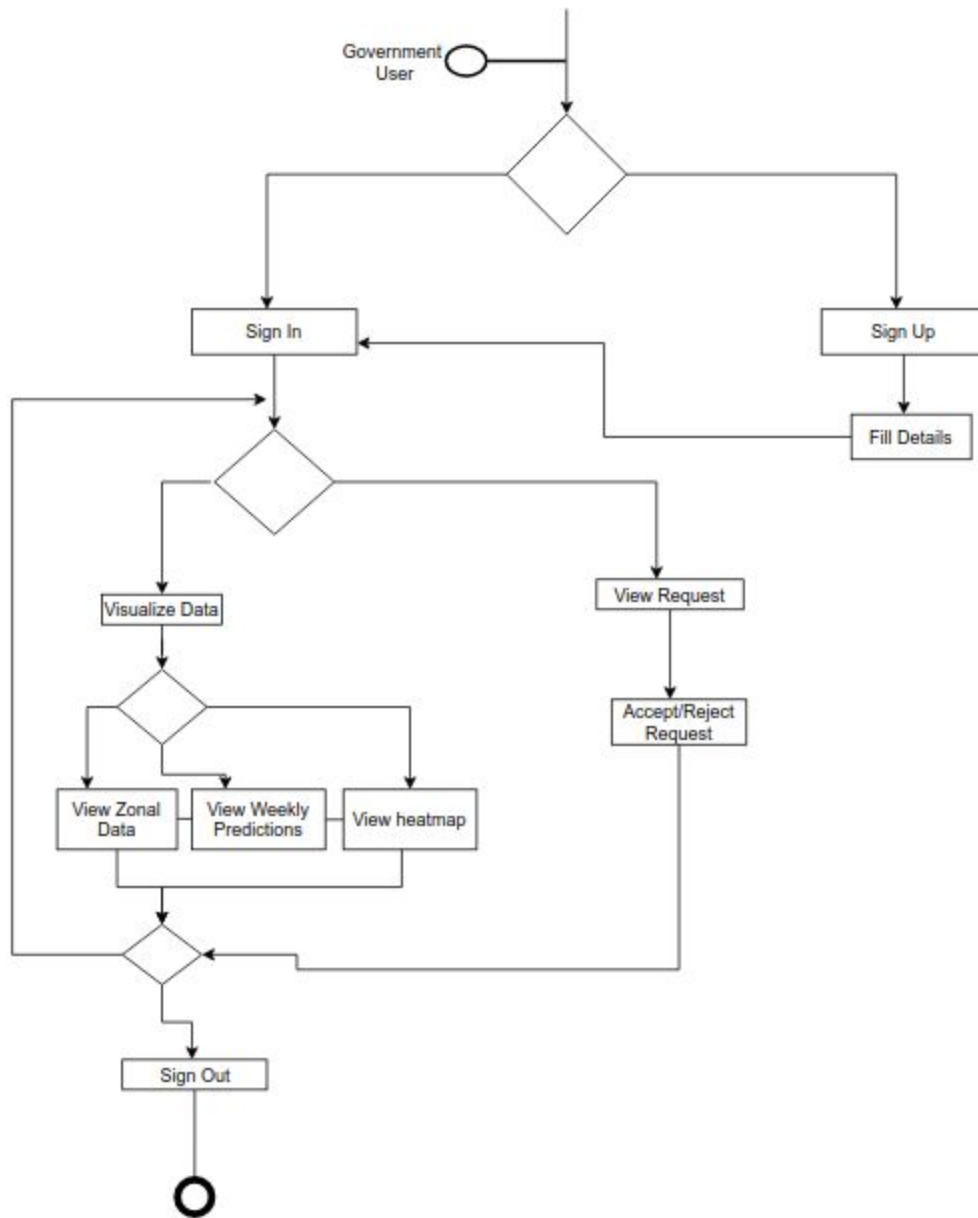 Government
User
Sign In
Sign Up
Fill Details
Visualize Data
View Request
Accept/Reject
Request
View Zonal
Data
View Weekly
Predictions
View heatmap
Sign Out